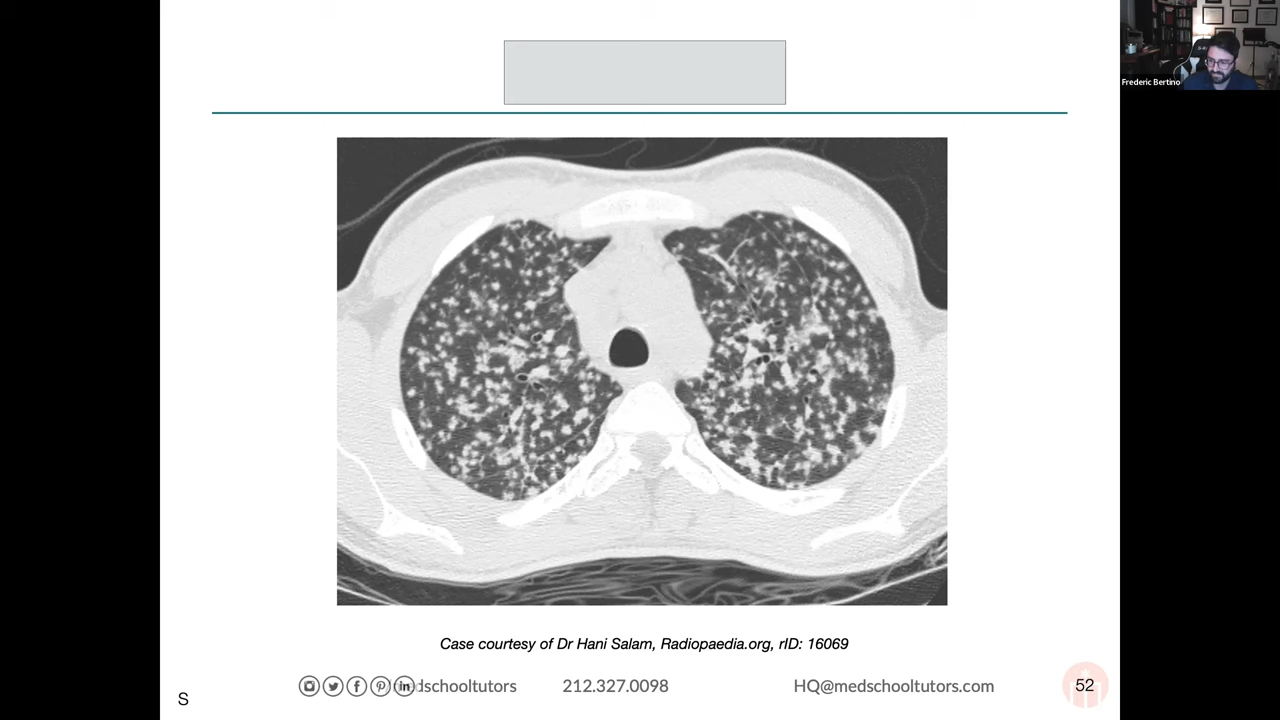 Frederic Bertino
Case courtesy of Dr Hani Salam, Radiopaedia.org, rID: 16069
dschooltutors 212.327.0098 HQ@medschooltutors.com 52
S